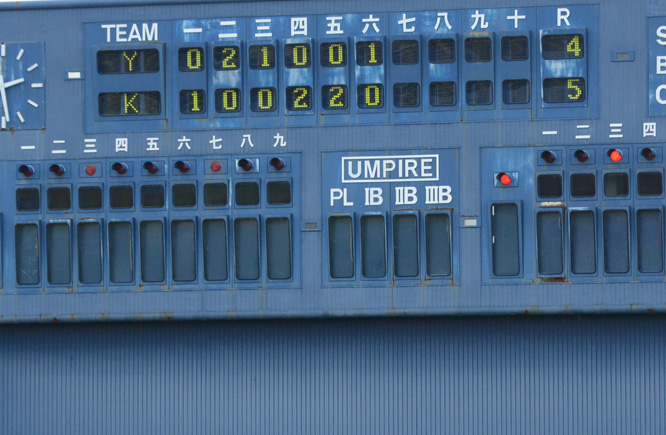 TEAM 一 二 三 四 五 六 七 八 九 十 R
Y 0 2 1 0 0 1 4
K 1 0 0 2 2 0 5
一 二 三 四 五 六 七 八 九
UMPIRE
PL IB IIB IIIB
一 二 三 四
S
B
C